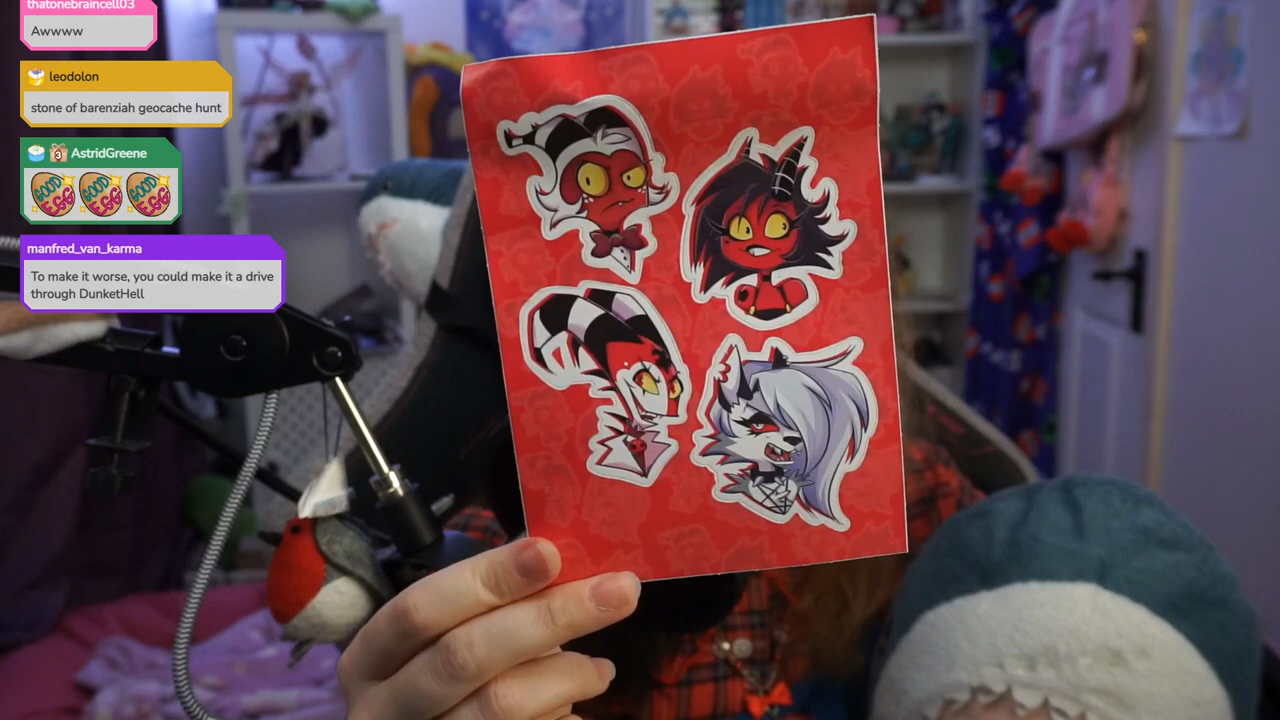 thatonebraincell03
Awwww
leodolon
stone of barenziah geocache hunt
3 AstridGreene
GOOD EGG GOOD EGG GOOD EGG
manfred_van_karma
To make it worse, you could make it a drive
through DunketHell